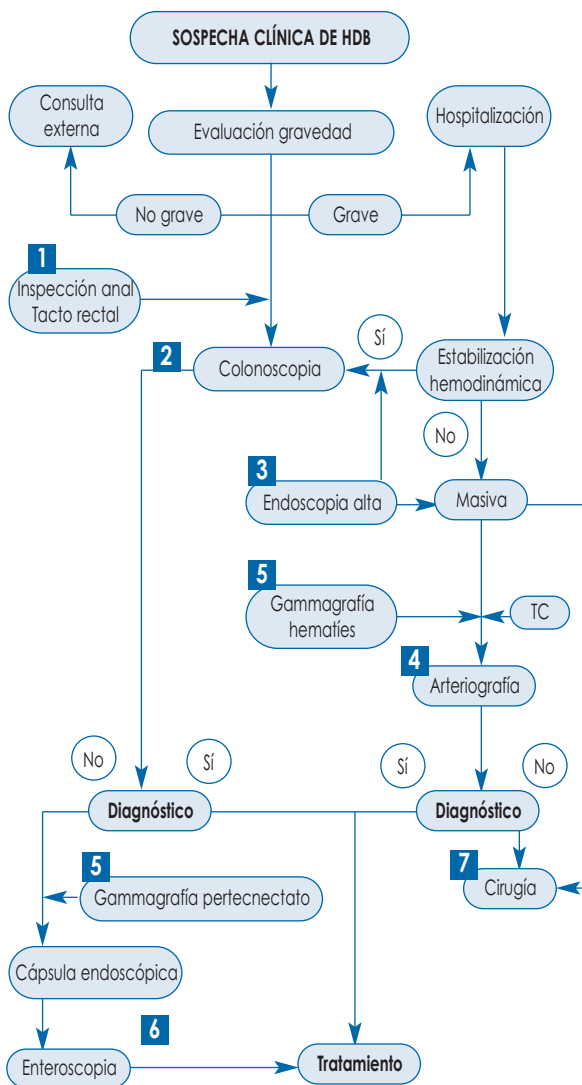 SOSPECHA CLÍNICA DE HDB
Consulta
externa
Evaluación gravedad
Hospitalización
No grave
Grave
1
Inspección anal
Tacto rectal
Sí
2
Colonoscopia
Estabilización
hemodinámica
No
3
Endoscopia alta
Masiva
5
Gammagrafía
hematíes
TC
4
Arteriografía
No
Sí
Sí
No
Diagnóstico
Diagnóstico
5
Gammagrafía pertecnectato
7
Cirugía
Cápsula endoscópica
6
Enteroscopia
Tratamiento